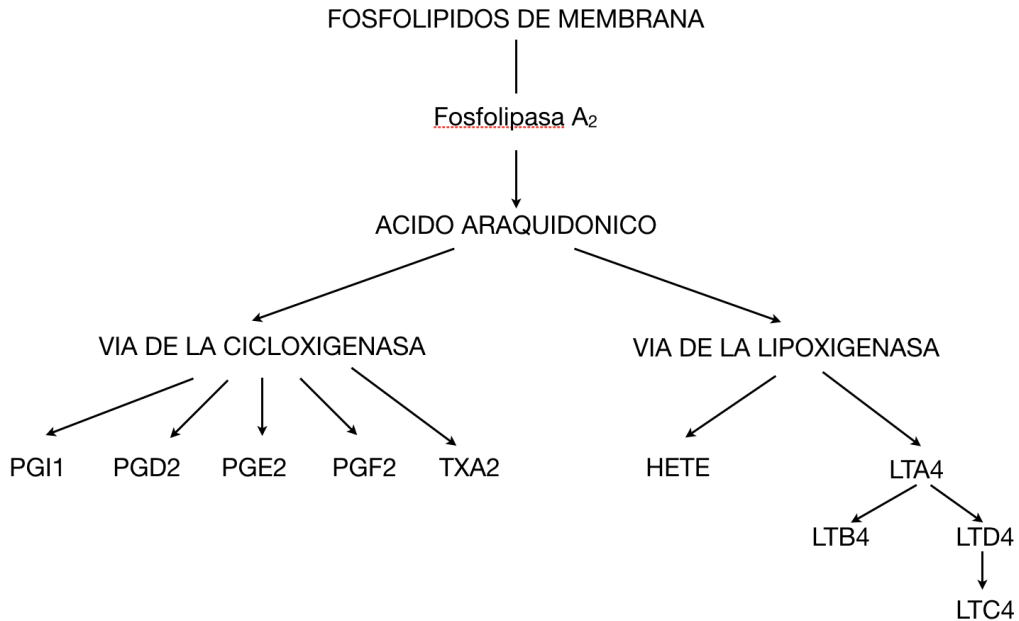 FOSFOLIPIDOS DE MEMBRANA
Fosfolipasa A₂
ACIDO ARAQUIDONICO
VIA DE LA CICLOXIGENASA
VIA DE LA LIPOXIGENASA
PGI1
PGD2
PGE2
PGF2
TXA2
HETE
LTA4
LTB4
LTD4
LTC4